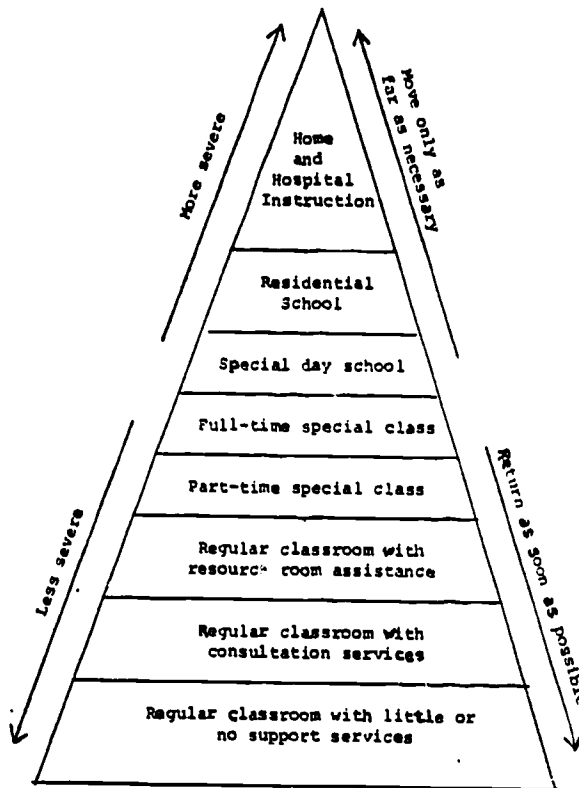 More severe
Move only as
far as necessary
Home
and
Hospital
Instruction
Residential
School
Special day school
Full-time special class
Part-time special class
Regular classroom with
resource room assistance
Regular classroom with
consultation services
Regular classroom with little or
no support services
Less severe
Return as soon as possible